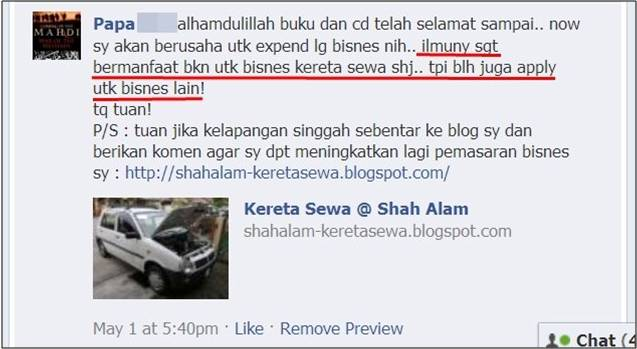 Papa alhamdulillah buku dan cd telah selamat sampai.. now
sy akan berusaha utk expend lg bisnes nih.. ilmuny sgt
bermanfaat bkn utk bisnes kereta sewa shj.. tpi blh juga apply
utk bisnes lain!
tq tuan!
P/S : tuan jika kelapangan singgah sebentar ke blog sy dan
berikan komen agar sy dpt meningkatkan lagi pemasaran bisnes
sy : http://shahalam-keretasewa.blogspot.com/
Kereta Sewa @ Shah Alam
shahalam-keretasewa.blogspot.com
May 1 at 5:40pm · Like · Remove Preview
Chat (4
MAHDI